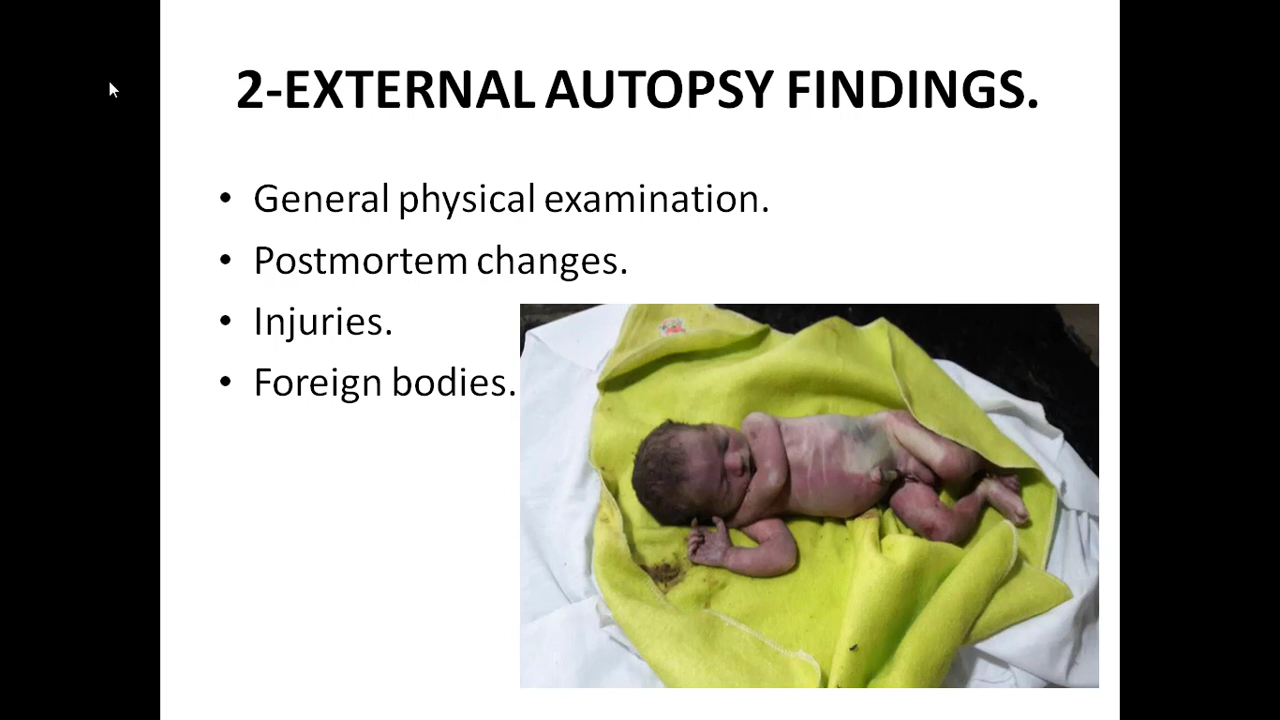 2-EXTERNAL AUTOPSY FINDINGS.
• General physical examination.
• Postmortem changes.
• Injuries.
• Foreign bodies.